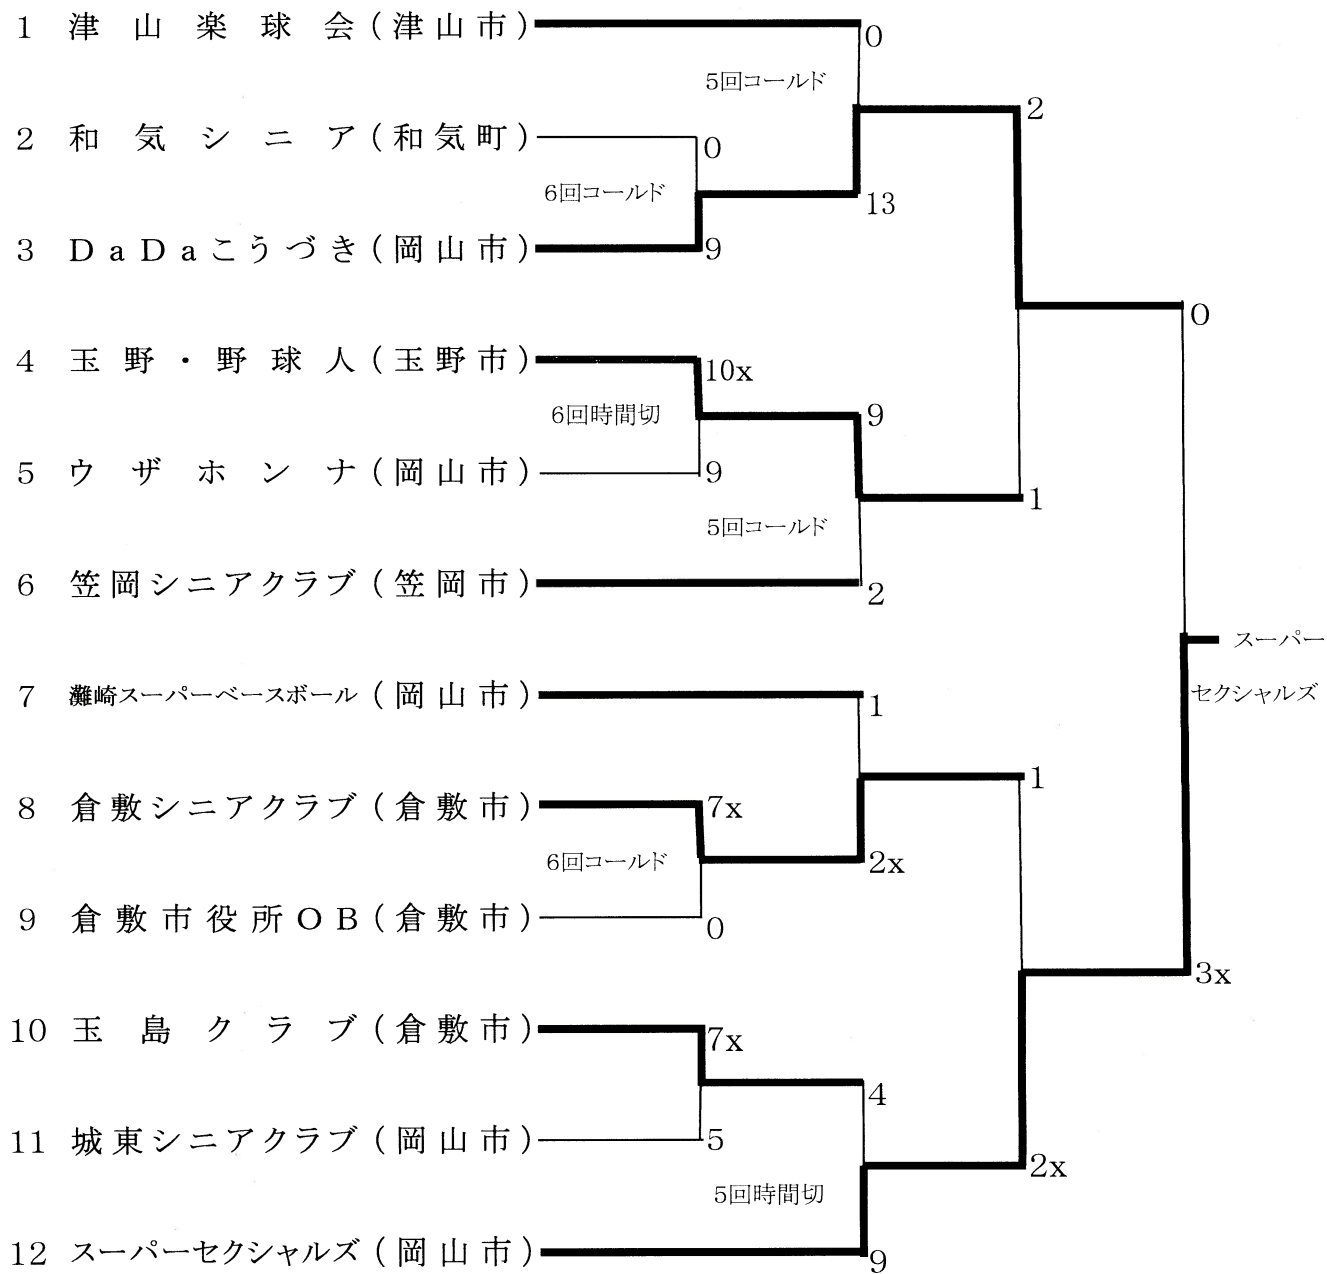 1 津山楽球会(津山市)
0
5回コールド
2
2 和気シニア(和気町)
0
6回コールド
13
3 DaDaこうづき(岡山市)
9
0
4 玉野・野球人(玉野市)
10x
6回時間切
9
5 ウザホンナ(岡山市)
9
1
5回コールド
6 笠岡シニアクラブ(笠岡市)
2
スーパー
セクシャルズ
7 灘崎スーパーベースボール(岡山市)
1
1
8 倉敷シニアクラブ(倉敷市)
7x
6回コールド
2x
9 倉敷市役所OB(倉敷市)
0
3x
10 玉島クラブ(倉敷市)
7x
4
11 城東シニアクラブ(岡山市)
5
2x
5回時間切
12 スーパーセクシャルズ(岡山市)
9